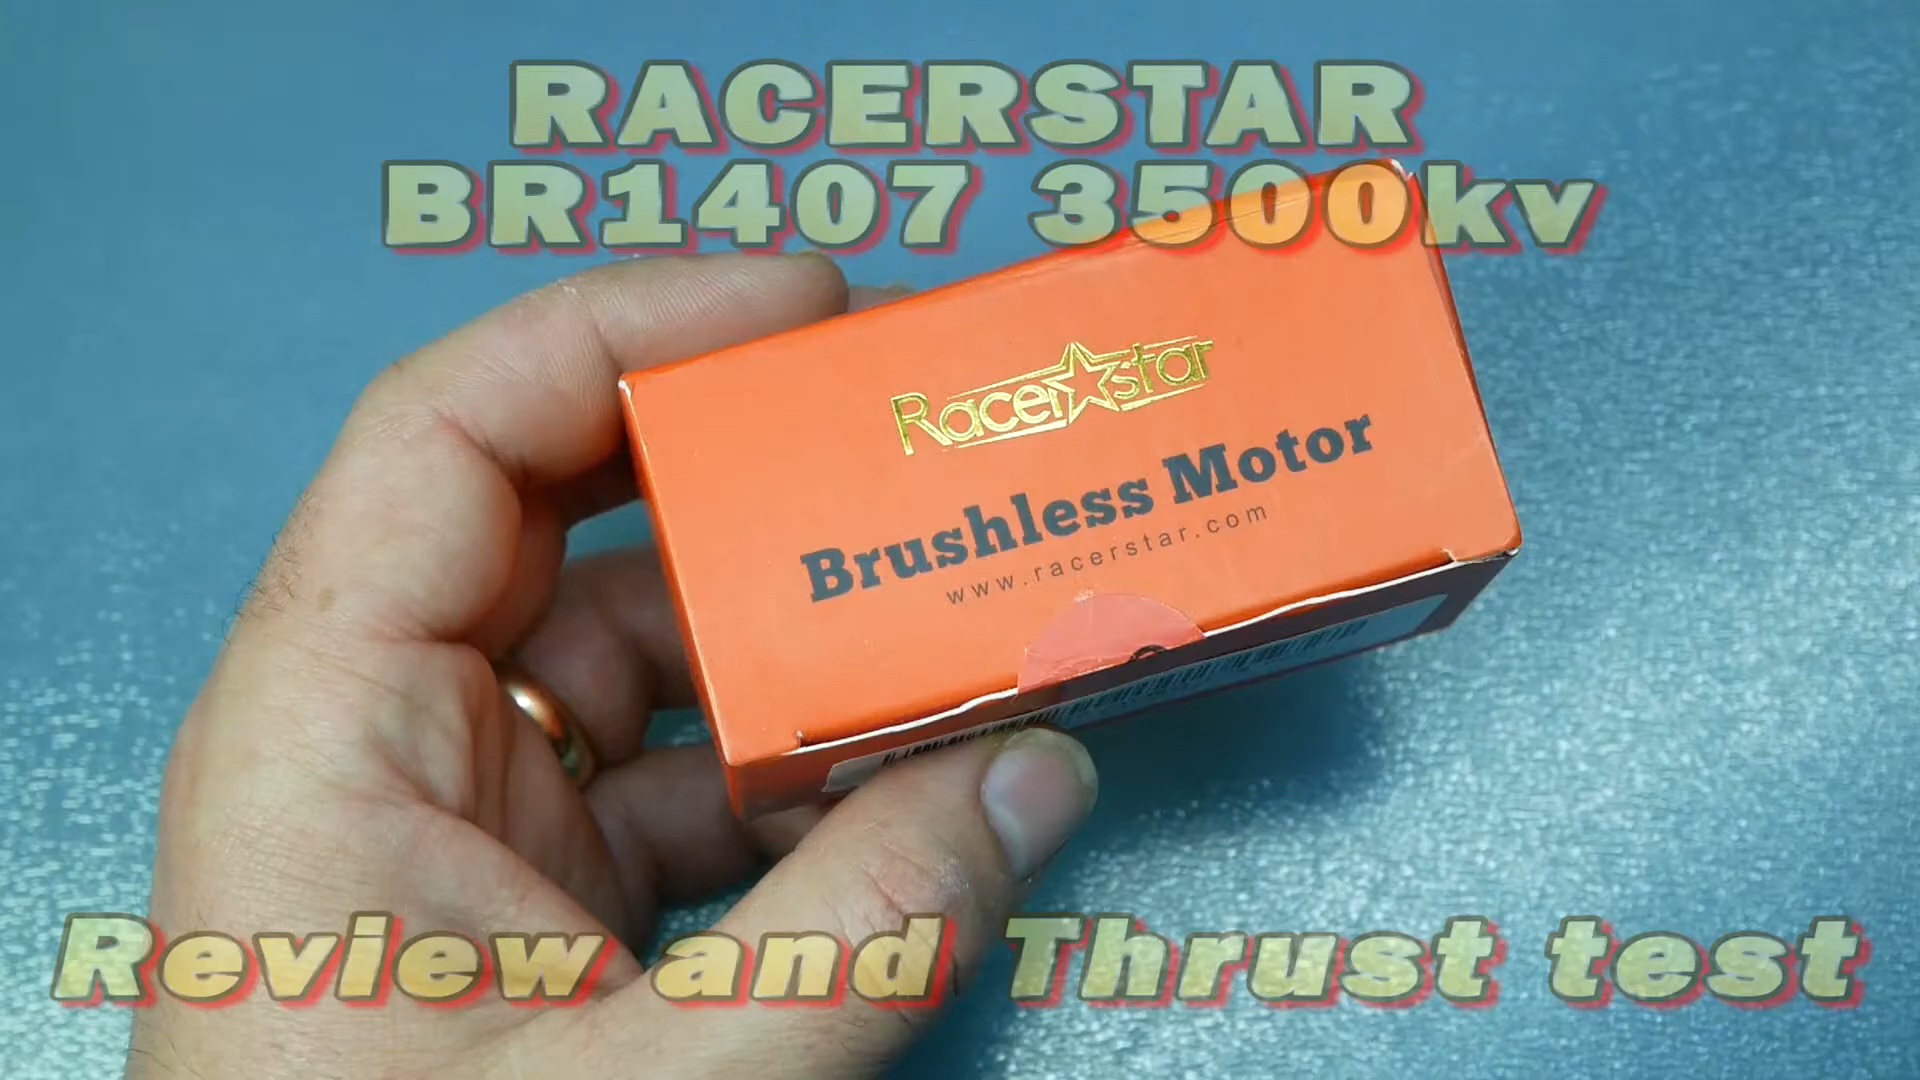 RACERSTAR
BR1407 3500kv
Racerstar
Brushless Motor
www.racerstar.com
Review and Thrust test